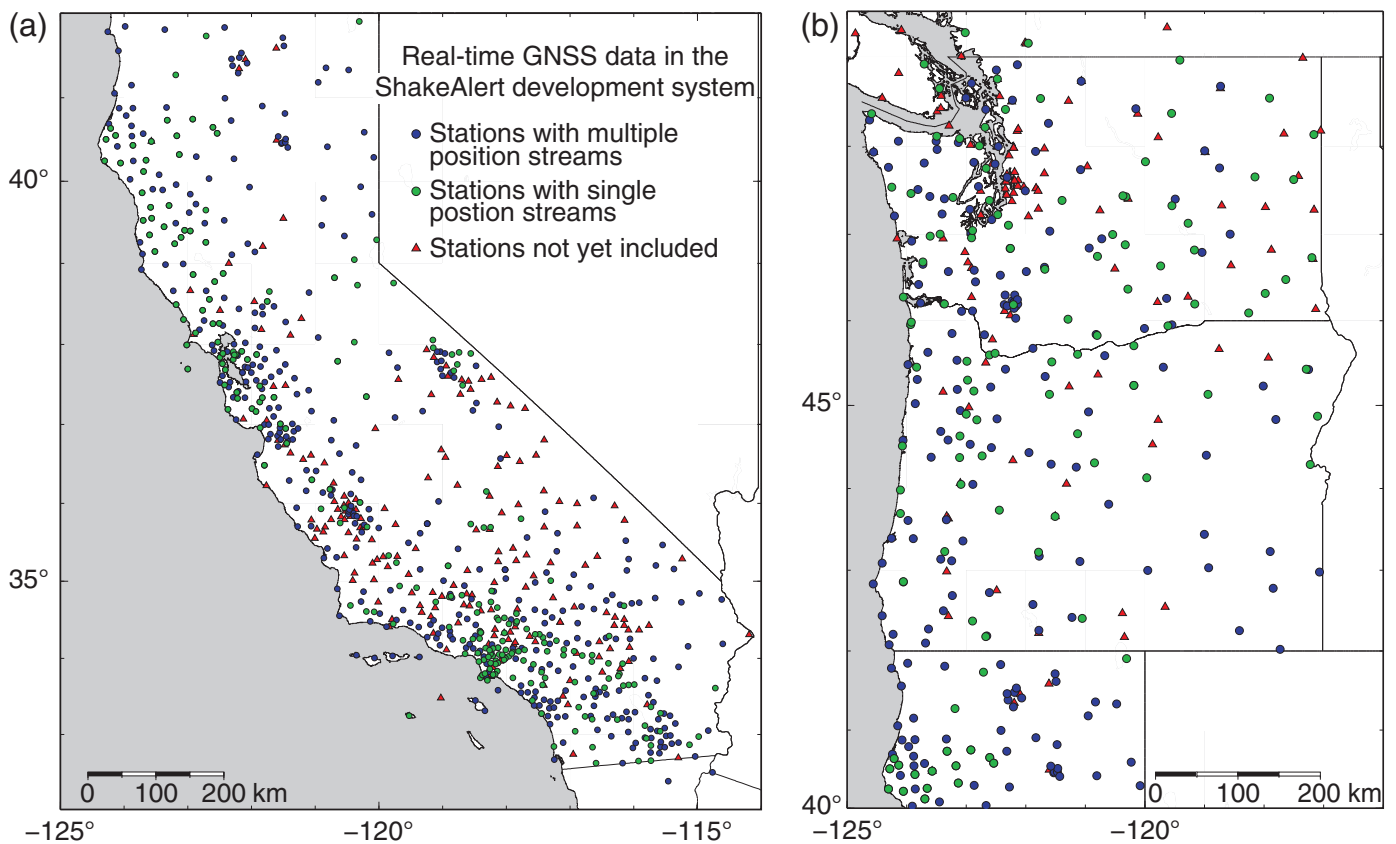 (a)
Real-time GNSS data in the
ShakeAlert development system
Stations with multiple
position streams
Stations with single
postion streams
Stations not yet included
40°
35°
0 100 200 km
−125° −120° −115°
(b)
45°
40°
0 100 200 km
−125° −120°